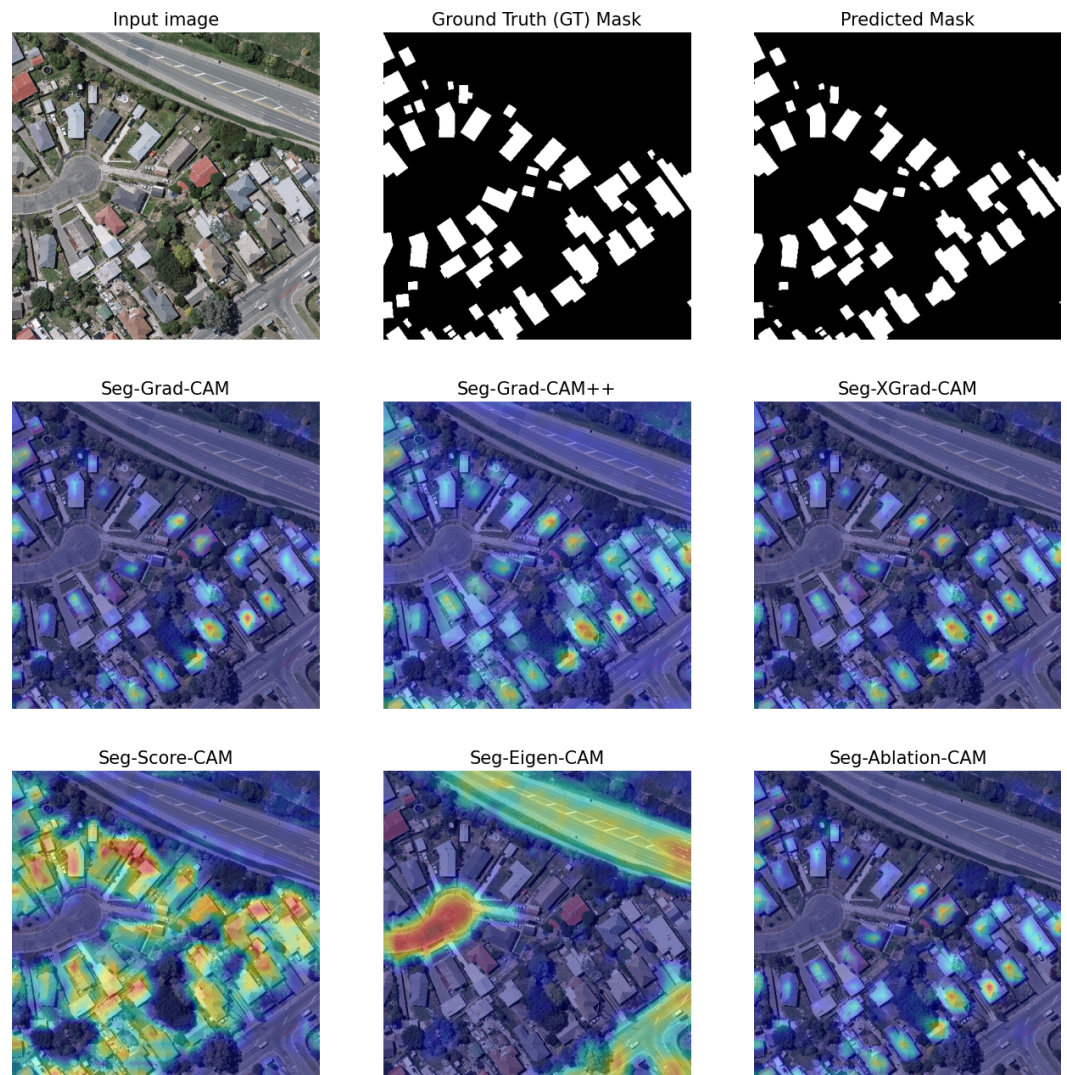 Input image
Ground Truth (GT) Mask
Predicted Mask
Seg-Grad-CAM
Seg-Grad-CAM++
Seg-XGrad-CAM
Seg-Score-CAM
Seg-Eigen-CAM
Seg-Ablation-CAM